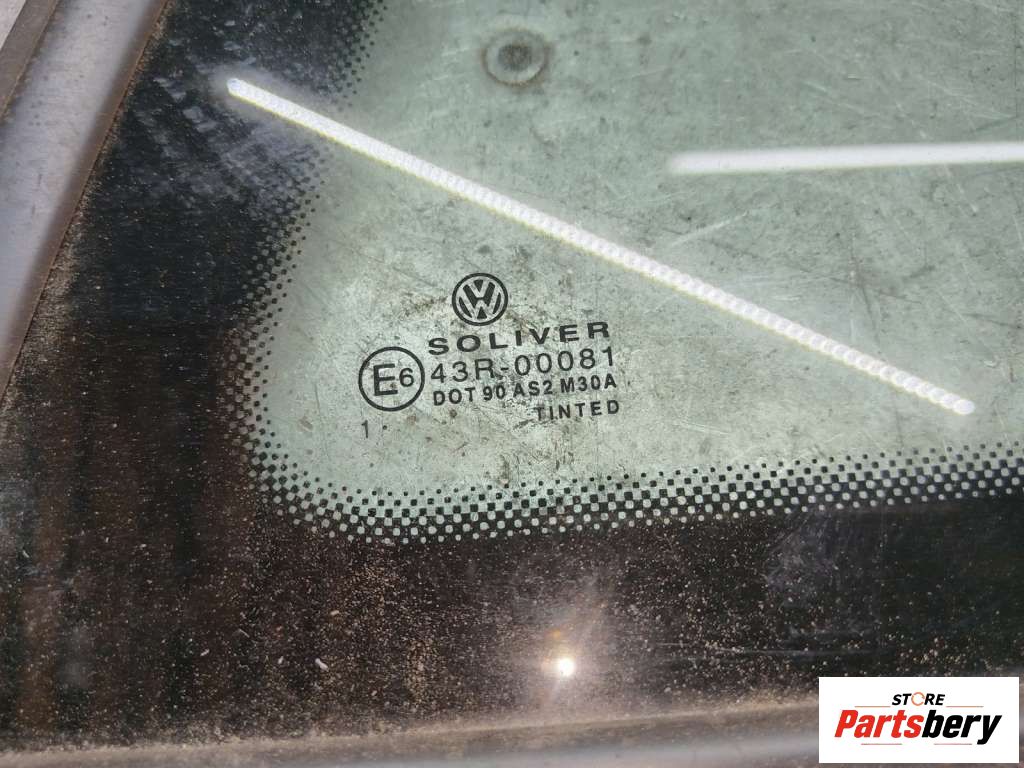 SOLIVER
E6
43R-00081
DOT 90 AS2 M30A
TINTED
1 .
STORE
Partsbery